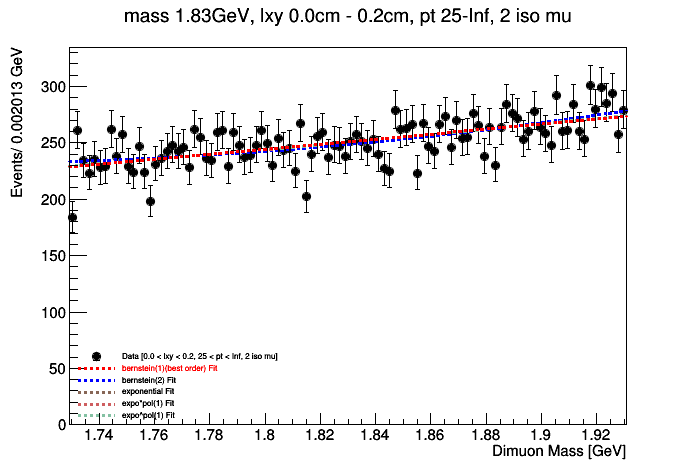 mass 1.83GeV, lxy 0.0cm - 0.2cm, pt 25-Inf, 2 iso mu
Events/ 0.002013 GeV
300
250
200
150
100
50
0
Data [0.0 < lxy < 0.2, 25 < pt < Inf, 2 iso mu]
bernstein(1)(best order) Fit
bernstein(2) Fit
exponential Fit
expo*pol(1) Fit
expo^pol(1) Fit
1.74 1.76 1.78 1.8 1.82 1.84 1.86 1.88 1.9 1.92
Dimuon Mass [GeV]